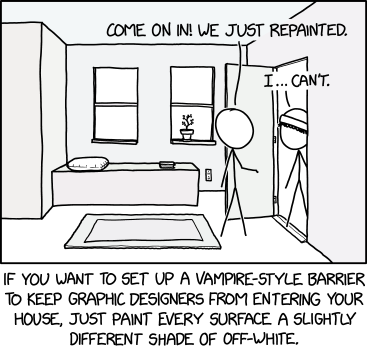 COME ON IN! WE JUST REPAINTED.
I... CAN'T.
IF YOU WANT TO SET UP A VAMPIRE-STYLE BARRIER
TO KEEP GRAPHIC DESIGNERS FROM ENTERING YOUR
HOUSE, JUST PAINT EVERY SURFACE A SLIGHTLY
DIFFERENT SHADE OF OFF-WHITE.